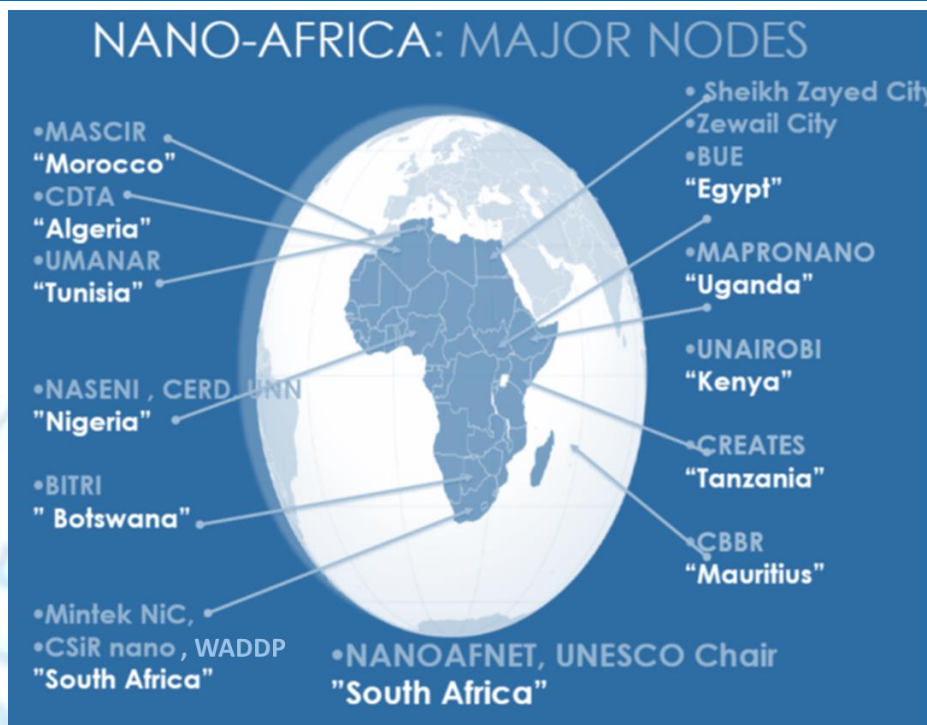 NANO-AFRICA: MAJOR NODES
•MASCIR
“Morocco”
•CDTA
“Algeria”
•UMANAR
“Tunisia”
•NASENI , CERD, UNN
”Nigeria”
•BITRI
” Botswana”
•Mintek NiC,
•CSiR nano , WADDP
”South Africa”
• Sheikh Zayed City
•Zewail City
•BUE
“Egypt”
•MAPRONANO
“Uganda”
•UNAIROBI
“Kenya”
•CREATES
“Tanzania”
•CBBR
“Mauritius”
•NANOAFNET, UNESCO Chair
”South Africa”